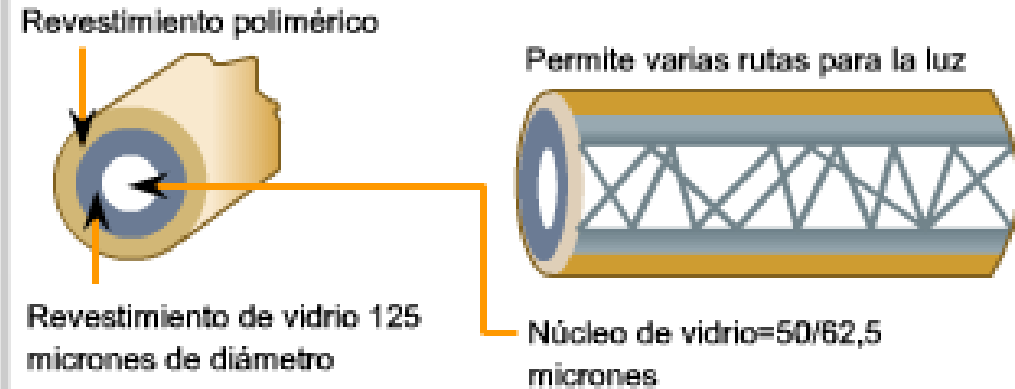 Revestimiento polimérico
Permite varias rutas para la luz
Revestimiento de vidrio 125
micrones de diámetro
Núcleo de vidrio=50/62,5
micrones